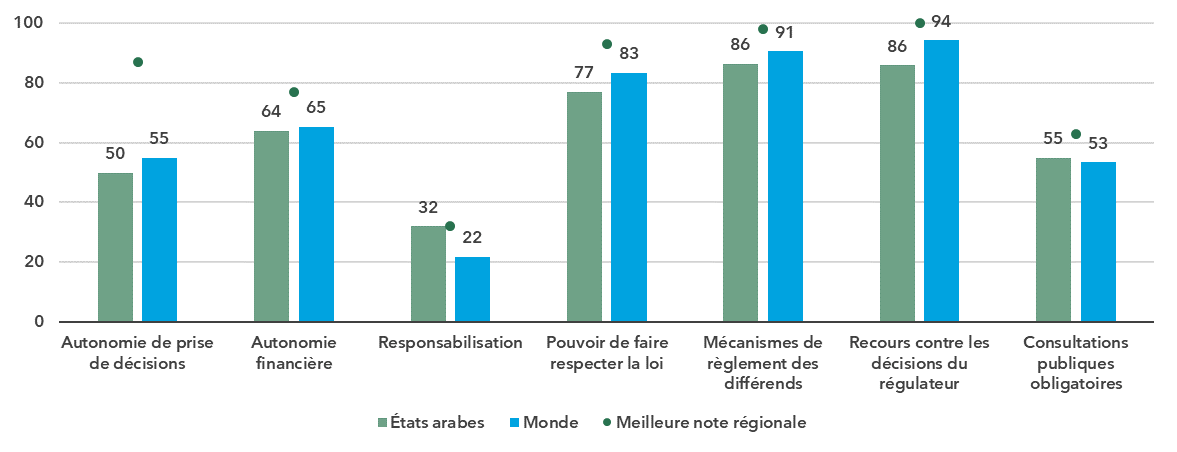 100
80
60
40
20
0
50
55
64
65
32
22
77
83
86
91
86
94
55
53
Autonomie de prise
de décisions
Autonomie
financière
Responsabilisation
Pouvoir de faire
respecter la loi
Mécanismes de
règlement des
différends
Recours contre les
décisions du
régulateur
Consultations
publiques
obligatoires
États arabes
Monde
Meilleure note régionale